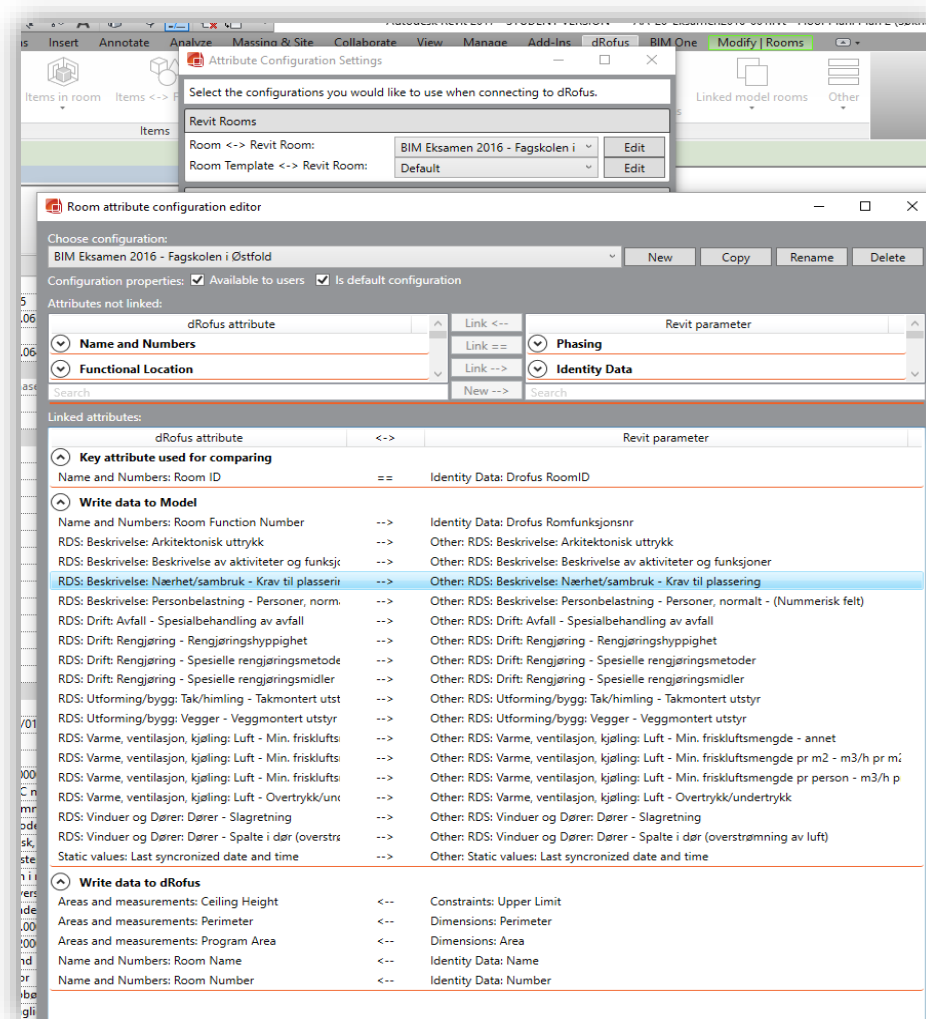 Autodesk Revit 2017 - STUDENT VERSION -
Insert Annotate Analyze Massing & Site Collaborate View Manage Add-Ins dRofus BIM One Modify | Rooms
Attribute Configuration Settings
Items in room Items <-> Linked model rooms Other
Items
Select the configurations you would like to use when connecting to dRofus.
Revit Rooms
Room <-> Revit Room: BIM Eksamen 2016 - Fagskolen i Edit
Room Template <-> Revit Room: Default Edit
Room attribute configuration editor
Choose configuration:
BIM Eksamen 2016 - Fagskolen i Østfold New Copy Rename Delete
Configuration properties: Available to users Is default configuration
Attributes not linked:
dRofus attribute Link <-- Revit parameter
Name and Numbers Link == Phasing
Functional Location Link --> Identity Data
Search New --> Search
Linked attributes:
dRofus attribute <-> Revit parameter
Key attribute used for comparing
Name and Numbers: Room ID == Identity Data: Drofus RoomID
Write data to Model
Name and Numbers: Room Function Number --> Identity Data: Drofus Romfunksjonsnr
RDS: Beskrivelse: Arkitektonisk uttrykk --> Other: RDS: Beskrivelse: Arkitektonisk uttrykk
RDS: Beskrivelse: Beskrivelse av aktiviteter og funksjo --> Other: RDS: Beskrivelse: Beskrivelse av aktiviteter og funksjoner
RDS: Beskrivelse: Nærhet/sambruk - Krav til plasserin --> Other: RDS: Beskrivelse: Nærhet/sambruk - Krav til plassering
RDS: Beskrivelse: Personbelastning - Personer, norm --> Other: RDS: Beskrivelse: Personbelastning - Personer, normalt - (Nummerisk felt)
RDS: Drift: Avfall - Spesialbehandling av avfall --> Other: RDS: Drift: Avfall - Spesialbehandling av avfall
RDS: Drift: Rengjøring - Rengjøringshyppighet --> Other: RDS: Drift: Rengjøring - Rengjøringshyppighet
RDS: Drift: Rengjøring - Spesielle rengjøringsmetode --> Other: RDS: Drift: Rengjøring - Spesielle rengjøringsmetoder
RDS: Drift: Rengjøring - Spesielle rengjøringsmidler --> Other: RDS: Drift: Rengjøring - Spesielle rengjøringsmidler
RDS: Utforming/bygg: Tak/himling - Takmontert utst --> Other: RDS: Utforming/bygg: Tak/himling - Takmontert utstyr
RDS: Utforming/bygg: Vegger - Veggmontert utstyr --> Other: RDS: Utforming/bygg: Vegger - Veggmontert utstyr
RDS: Varme, ventilasjon, kjøling: Luft - Min. frisklufts --> Other: RDS: Varme, ventilasjon, kjøling: Luft - Min. friskluftsmengde - annet
RDS: Varme, ventilasjon, kjøling: Luft - Min. frisklufts --> Other: RDS: Varme, ventilasjon, kjøling: Luft - Min. friskluftsmengde pr m2 - m3/h pr m2
RDS: Varme, ventilasjon, kjøling: Luft - Min. frisklufts --> Other: RDS: Varme, ventilasjon, kjøling: Luft - Min. friskluftsmengde pr person - m3/h p
RDS: Varme, ventilasjon, kjøling: Luft - Overtrykk/und --> Other: RDS: Varme, ventilasjon, kjøling: Luft - Overtrykk/undertrykk
RDS: Vinduer og Dører: Dører - Slagretning --> Other: RDS: Vinduer og Dører: Dører - Slagretning
RDS: Vinduer og Dører: Dører - Spalte i dør (overstrø --> Other: RDS: Vinduer og Dører: Dører - Spalte i dør (overstrømning av luft)
Static values: Last syncronized date and time --> Other: Static values: Last syncronized date and time
Write data to dRofus
Areas and measurements: Ceiling Height <-- Constraints: Upper Limit
Areas and measurements: Perimeter <-- Dimensions: Perimeter
Areas and measurements: Program Area <-- Dimensions: Area
Name and Numbers: Room Name <-- Identity Data: Name
Name and Numbers: Room Number <-- Identity Data: Number